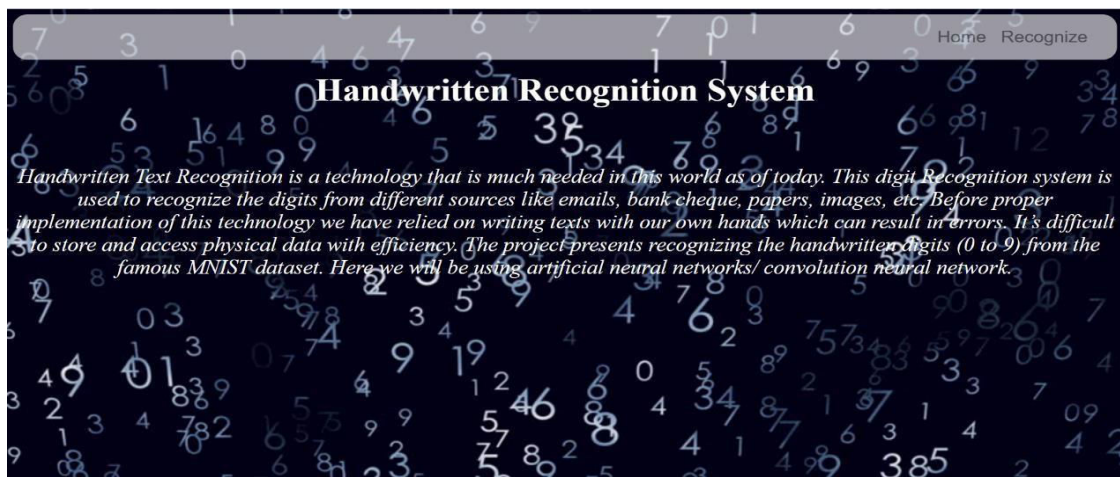 Home Recognize
Handwritten Recognition System
Handwritten Text Recognition is a technology that is much needed in this world as of today. This digit Recognition system is
used to recognize the digits from different sources like emails, bank cheque, papers, images, etc. Before proper
implementation of this technology we have relied on writing texts with our own hands which can result in errors. It's difficult
to store and access physical data with efficiency. The project presents recognizing the handwritten digits (0 to 9) from the
famous MNIST dataset. Here we will be using artificial neural networks/ convolution neural network.